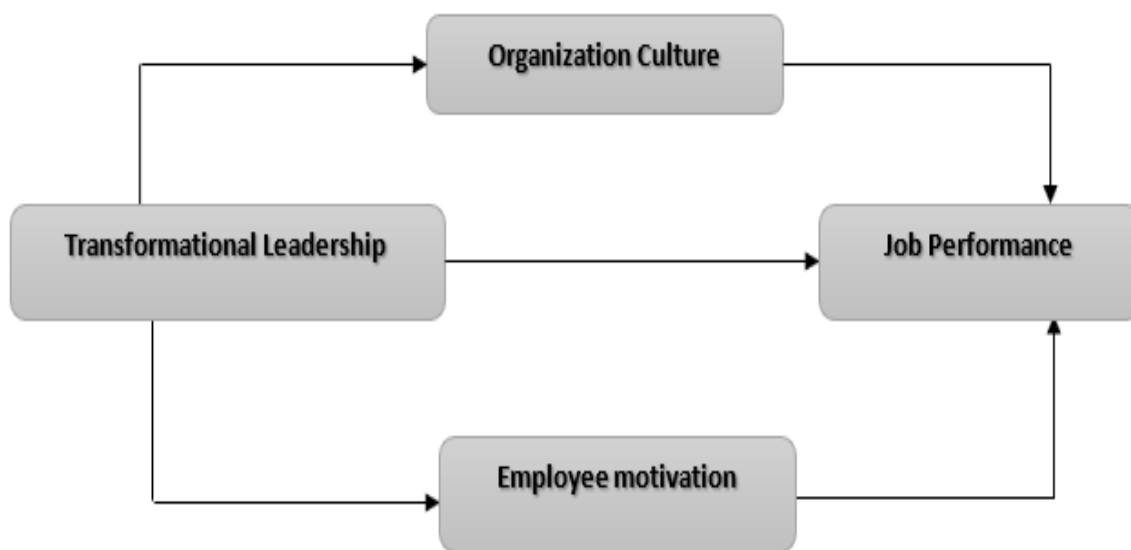 Organization Culture
Transformational Leadership
Job Performance
Employee motivation